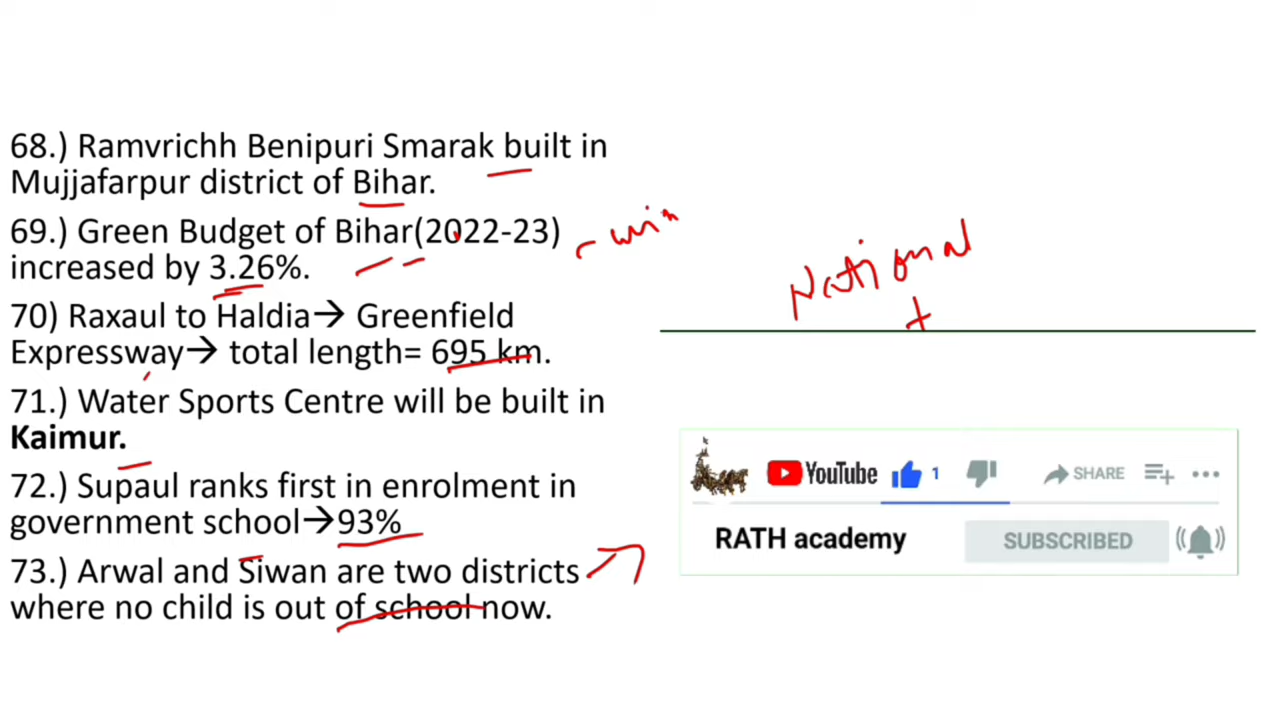 68.) Ramvrichh Benipuri Smarak built in
Mujjafarpur district of Bihar.
69.) Green Budget of Bihar(2022-23)
increased by 3.26%.
70) Raxaul to Haldia→ Greenfield
Expressway→ total length= 695 km.
71.) Water Sports Centre will be built in
Kaimur.
72.) Supaul ranks first in enrolment in
government school→93%
73.) Arwal and Siwan are two districts
where no child is out of school now.
National
+
YouTube 1 SHARE
RATH academy SUBSCRIBED